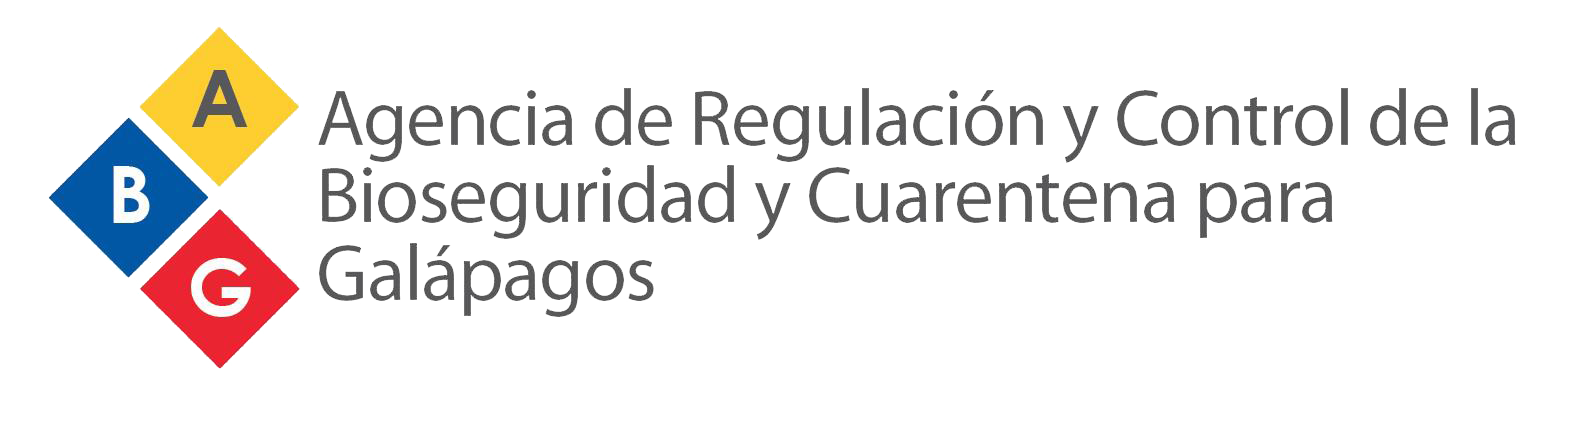 A
B
G
Agencia de Regulación y Control de la
Bioseguridad y Cuarentena para
Galápagos